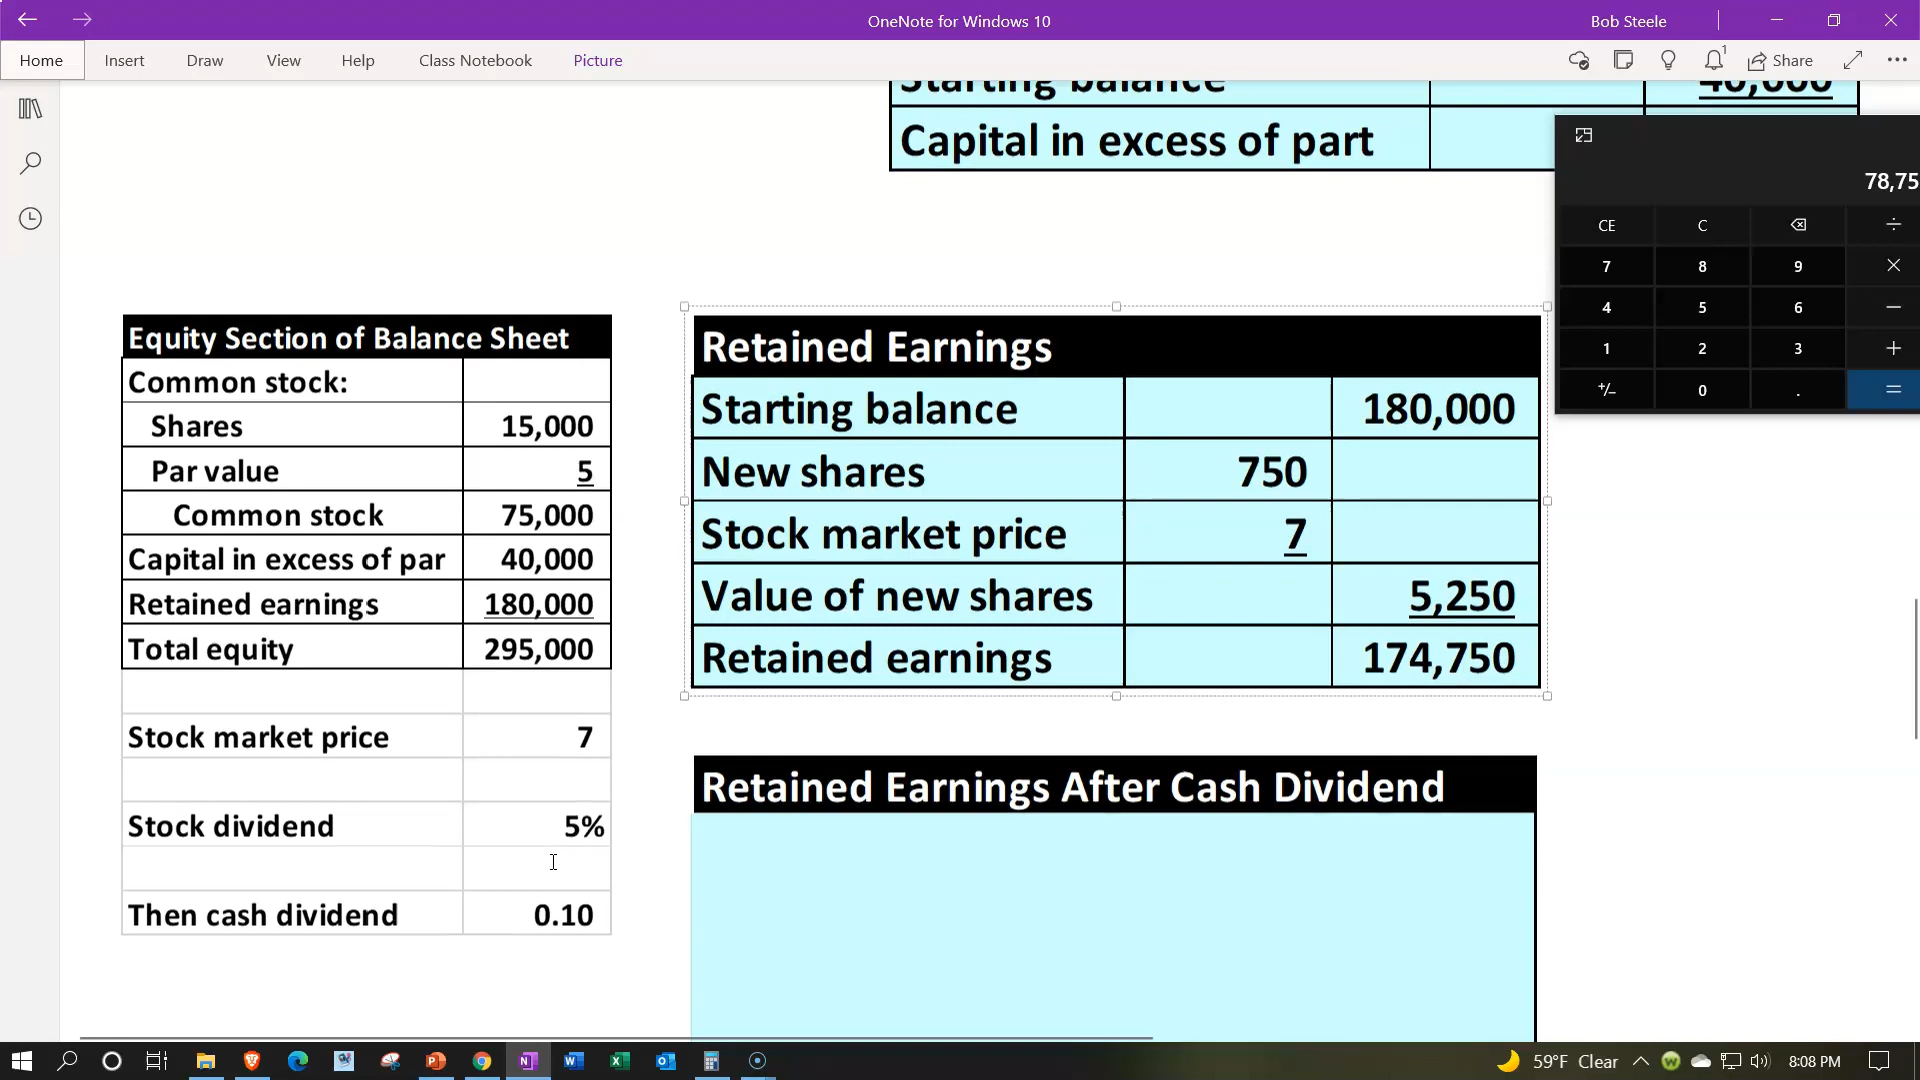 OneNote for Windows 10
Bob Steele
Home Insert Draw View Help Class Notebook Picture
1
Share
Starting balance 40,000
Capital in excess of part
78,75
CE C ÷
7 8 9 ×
4 5 6 −
1 2 3 +
+/− 0 . =
Equity Section of Balance Sheet
Common stock:
Shares 15,000
Par value 5
Common stock 75,000
Capital in excess of par 40,000
Retained earnings 180,000
Total equity 295,000
Stock market price 7
Stock dividend 5%
Then cash dividend 0.10
Retained Earnings
Starting balance 180,000
New shares 750
Stock market price 7
Value of new shares 5,250
Retained earnings 174,750
Retained Earnings After Cash Dividend
59°F Clear
8:08 PM